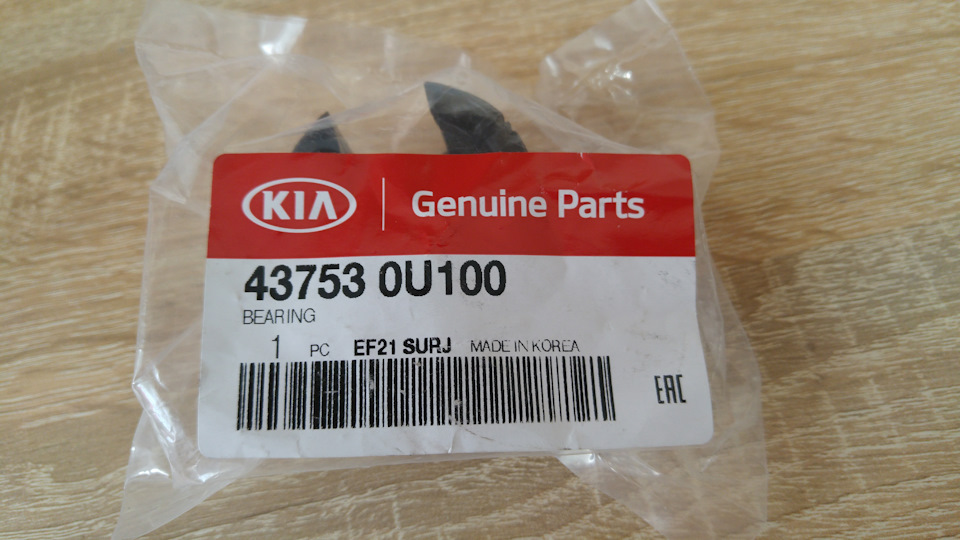 KIA Genuine Parts
43753 0U100
BEARING
1 PC EF21 SURJ MADE IN KOREA
EAC